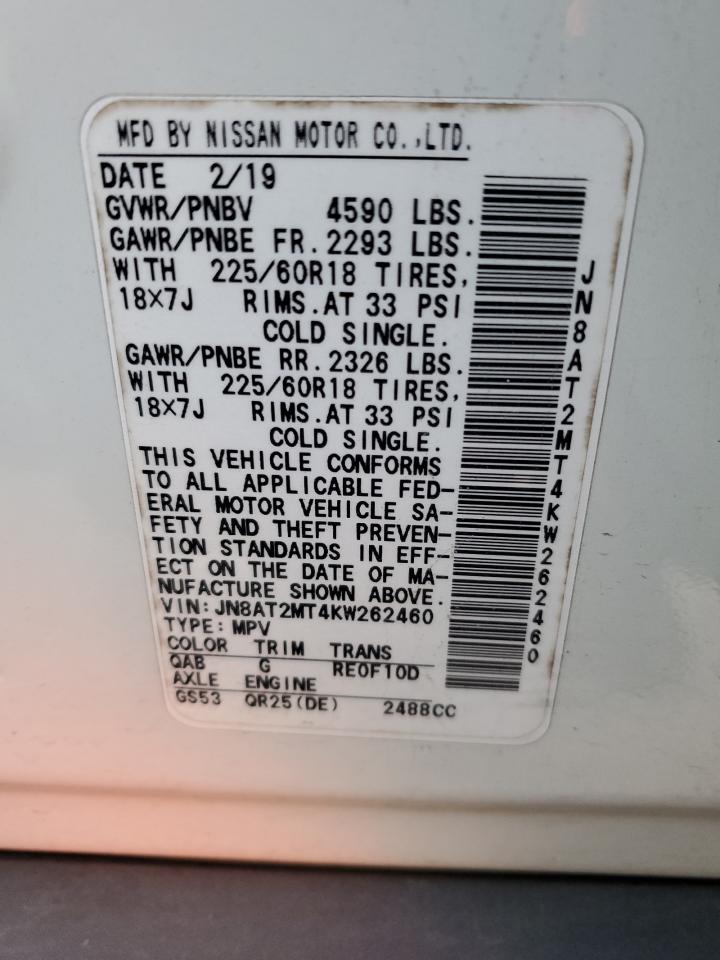 MFD BY NISSAN MOTOR CO.,LTD.
DATE 2/19
GVWR/PNBV 4590 LBS.
GAWR/PNBE FR.2293 LBS.
WITH 225/60R18 TIRES,
18×7J RIMS.AT 33 PSI
COLD SINGLE.
GAWR/PNBE RR.2326 LBS.
WITH 225/60R18 TIRES,
18×7J RIMS.AT 33 PSI
COLD SINGLE.
THIS VEHICLE CONFORMS
TO ALL APPLICABLE FED-
ERAL MOTOR VEHICLE SA-
FETY AND THEFT PREVEN-
TION STANDARDS IN EFF-
ECT ON THE DATE OF MA-
NUFACTURE SHOWN ABOVE.
VIN:JN8AT2MT4KW262460
TYPE:MPV
COLOR TRIM TRANS
QAB G RE0F10D
AXLE ENGINE
GS53 QR25(DE) 2488CC
JN8AT2MT4KW262460